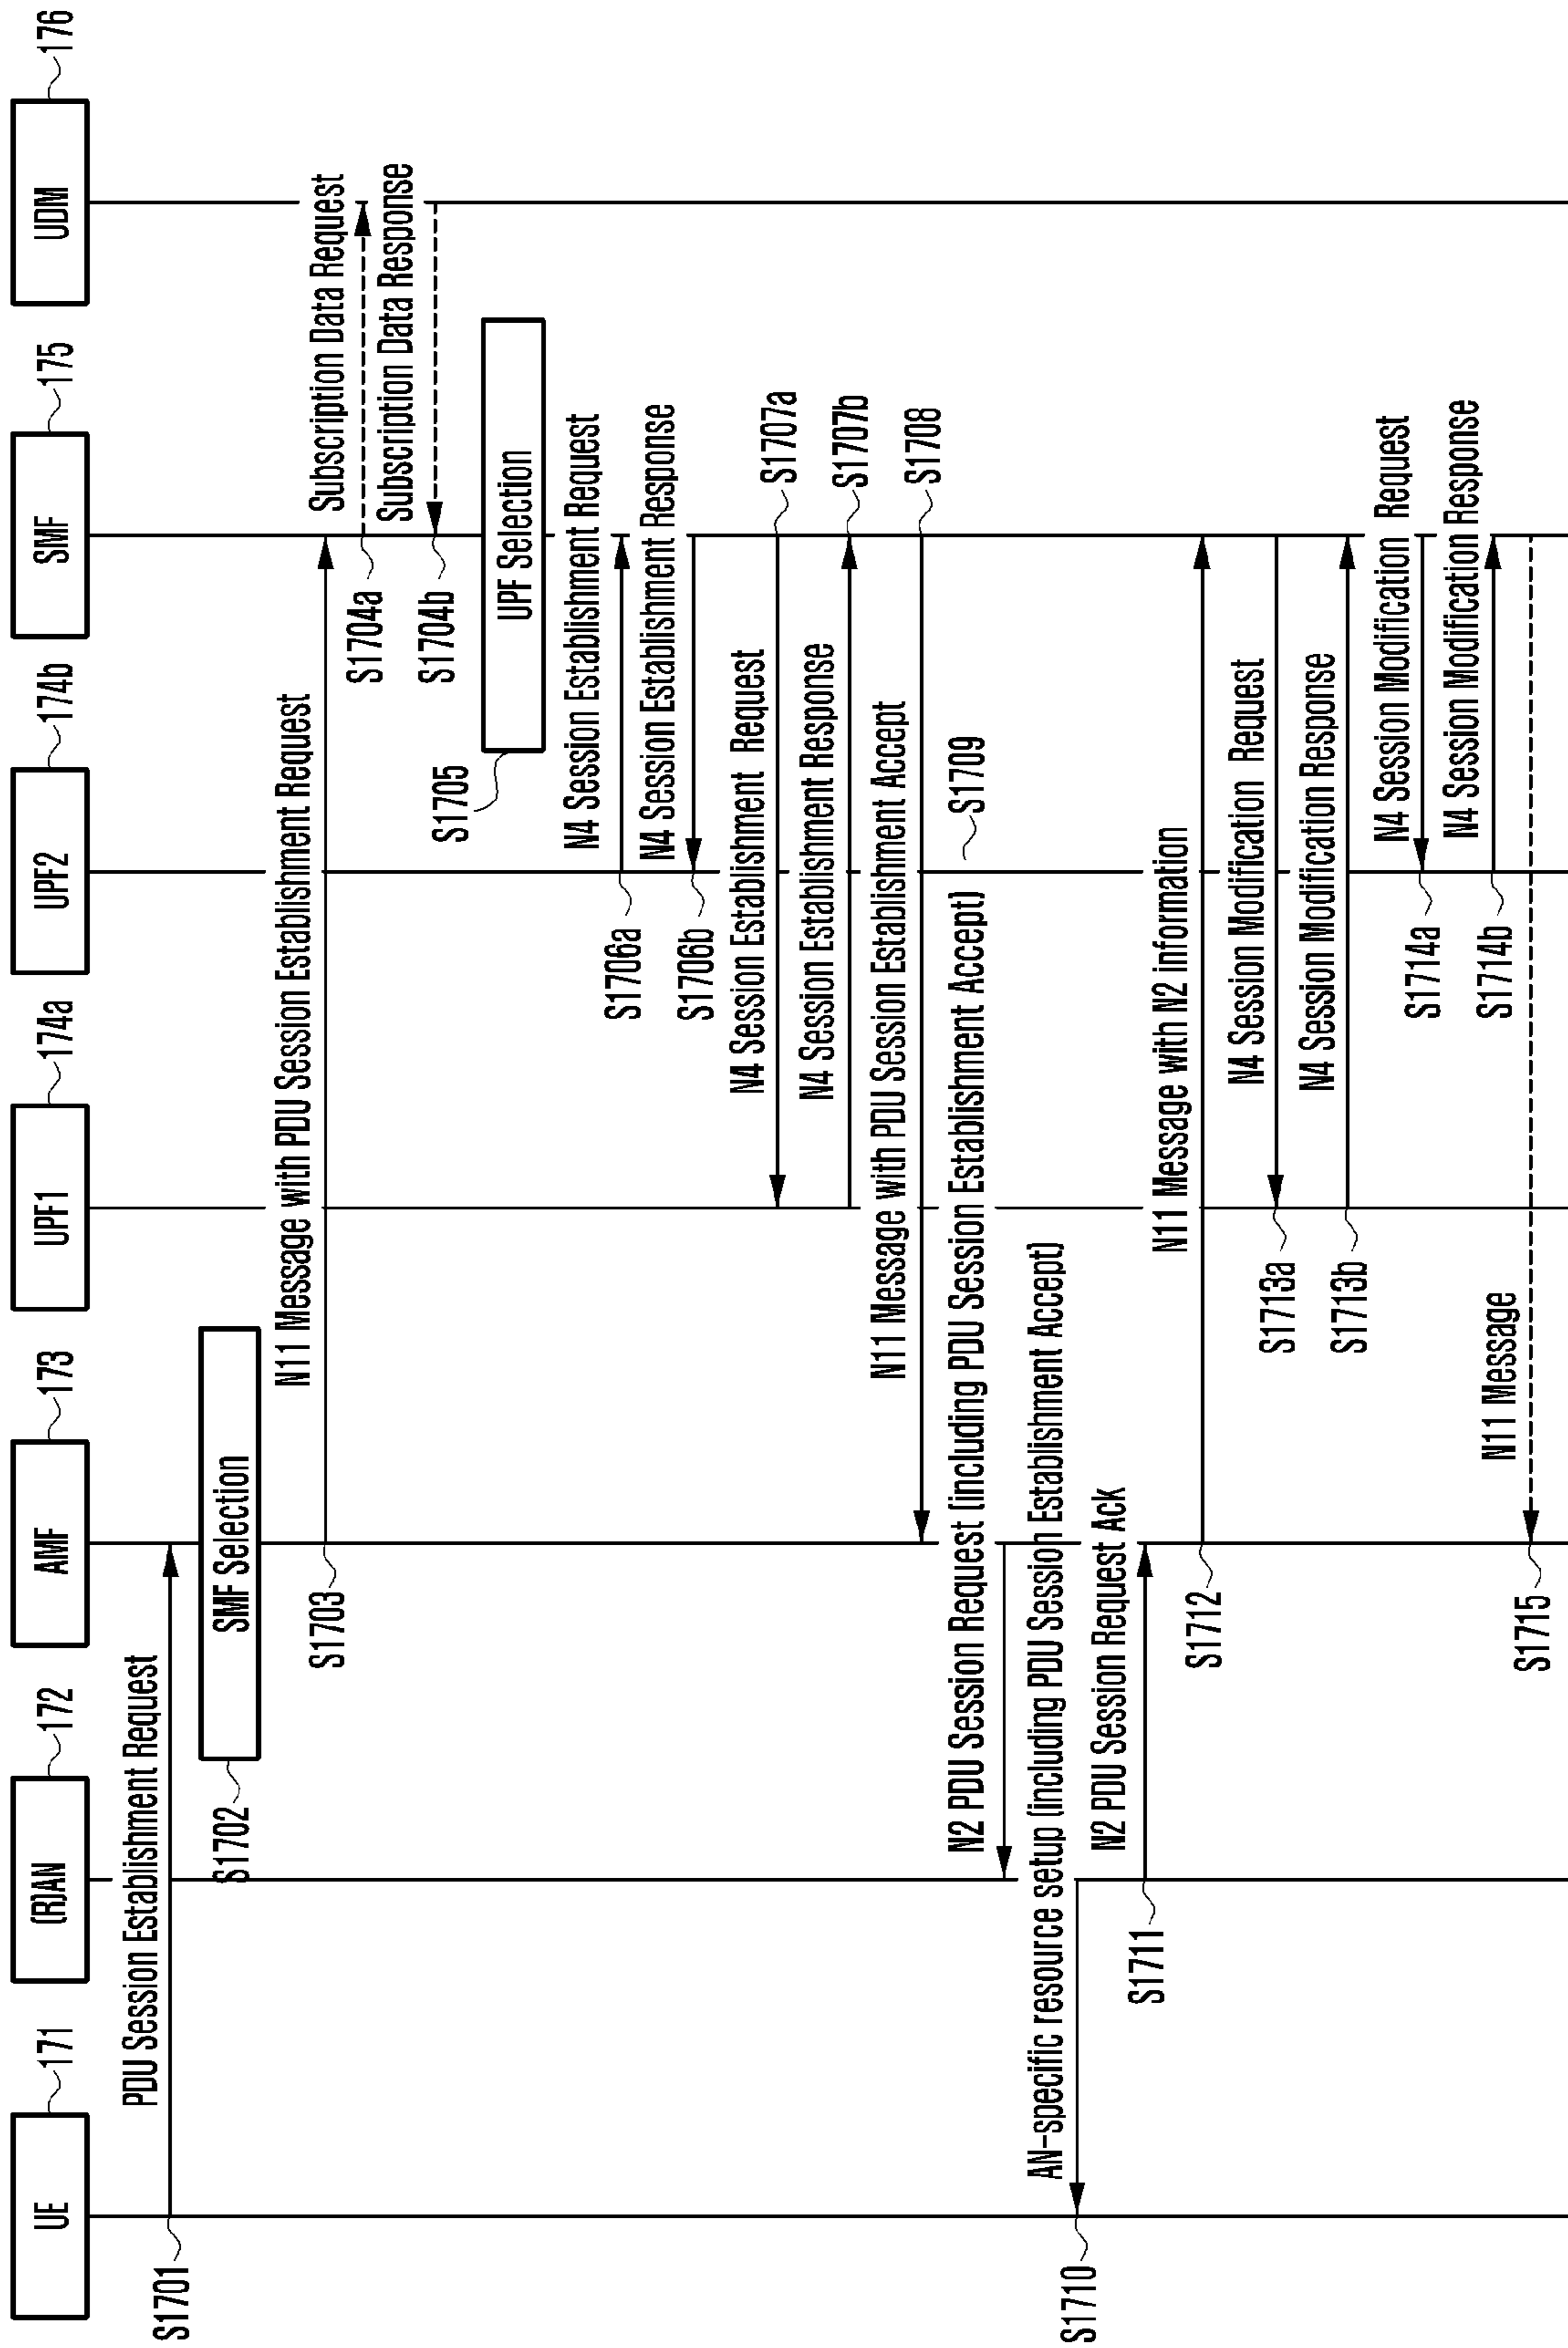 UE
171
(R)AN
172
AMF
173
UPF1
174a
UPF2
174b
SMF
175
UDM
176
PDU Session Establishment Request
S1701
SMF Selection
S1702
N11 Message with PDU Session Establishment Request
S1703
Subscription Data Request
S1704a
Subscription Data Response
S1704b
UPF Selection
S1705
N4 Session Establishment Request
S1706a
N4 Session Establishment Response
S1706b
N4 Session Establishment Request
S1707a
N4 Session Establishment Response
S1707b
N11 Message with PDU Session Establishment Accept
S1708
N2 PDU Session Request (including PDU Session Establishment Accept)
S1709
AN-specific resource setup (including PDU Session Establishment Accept)
S1710
N2 PDU Session Request Ack
S1711
N11 Message with N2 information
S1712
N4 Session Modification Request
S1713a
N4 Session Modification Response
S1713b
N4 Session Modification Request
S1714a
N4 Session Modification Response
S1714b
N11 Message
S1715